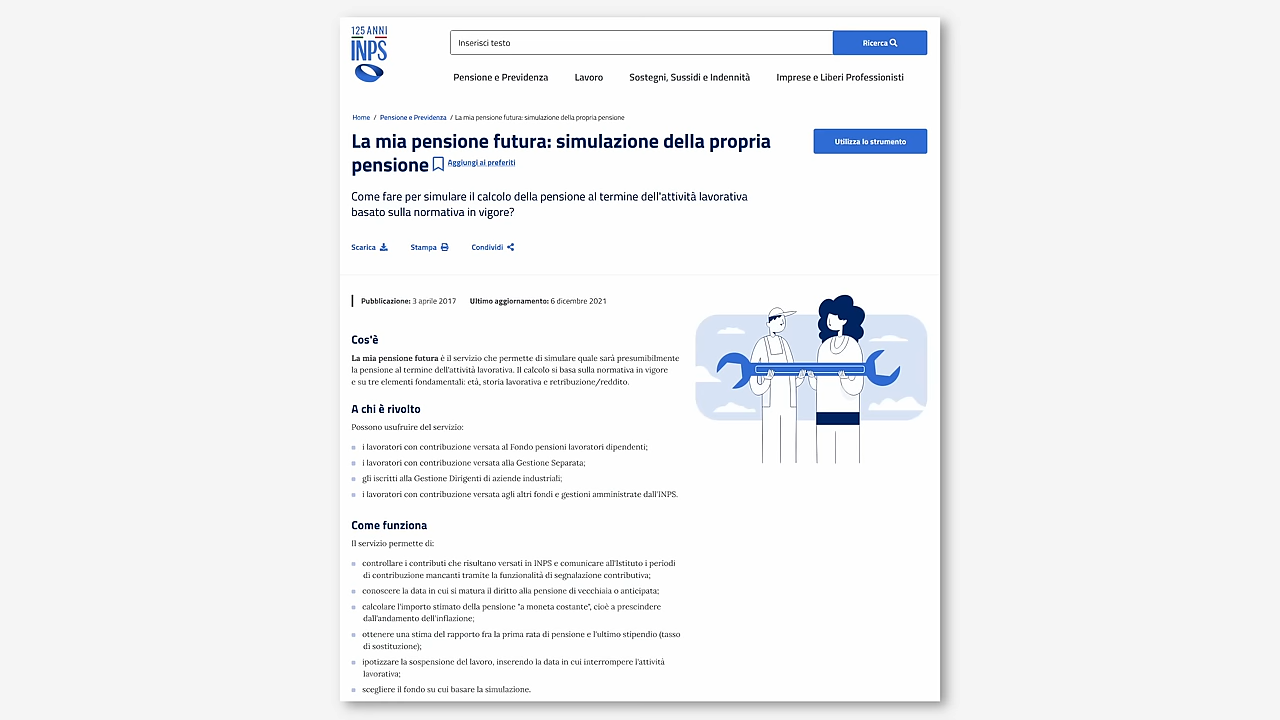 125 ANNI
INPS
Inserisci testo
Ricerca
Pensione e Previdenza Lavoro Sostegni, Sussidi e Indennità Imprese e Liberi Professionisti
Home / Pensione e Previdenza / La mia pensione futura: simulazione della propria pensione
La mia pensione futura: simulazione della propria
pensione Aggiungi ai preferiti
Utilizza lo strumento
Come fare per simulare il calcolo della pensione al termine dell'attività lavorativa
basato sulla normativa in vigore?
Scarica Stampa Condividi
Pubblicazione: 3 aprile 2017 Ultimo aggiornamento: 6 dicembre 2021
Cos'è
La mia pensione futura è il servizio che permette di simulare quale sarà presumibilmente
la pensione al termine dell'attività lavorativa. Il calcolo si basa sulla normativa in vigore
e su tre elementi fondamentali: età, storia lavorativa e retribuzione/reddito.
A chi è rivolto
Possono usufruire del servizio:
i lavoratori con contribuzione versata al Fondo pensioni lavoratori dipendenti;
i lavoratori con contribuzione versata alla Gestione Separata;
gli iscritti alla Gestione Dirigenti di aziende industriali;
i lavoratori con contribuzione versata agli altri fondi e gestioni amministrate dall'INPS.
Come funziona
Il servizio permette di:
controllare i contributi che risultano versati in INPS e comunicare all'Istituto i periodi
di contribuzione mancanti tramite la funzionalità di segnalazione contributiva;
conoscere la data in cui si matura il diritto alla pensione di vecchiaia o anticipata;
calcolare l'importo stimato della pensione "a moneta costante", cioè a prescindere
dall'andamento dell'inflazione;
ottenere una stima del rapporto fra la prima rata di pensione e l'ultimo stipendio (tasso
di sostituzione);
ipotizzare la sospensione del lavoro, inserendo la data in cui interrompere l'attività
lavorativa;
scegliere il fondo su cui basare la simulazione.